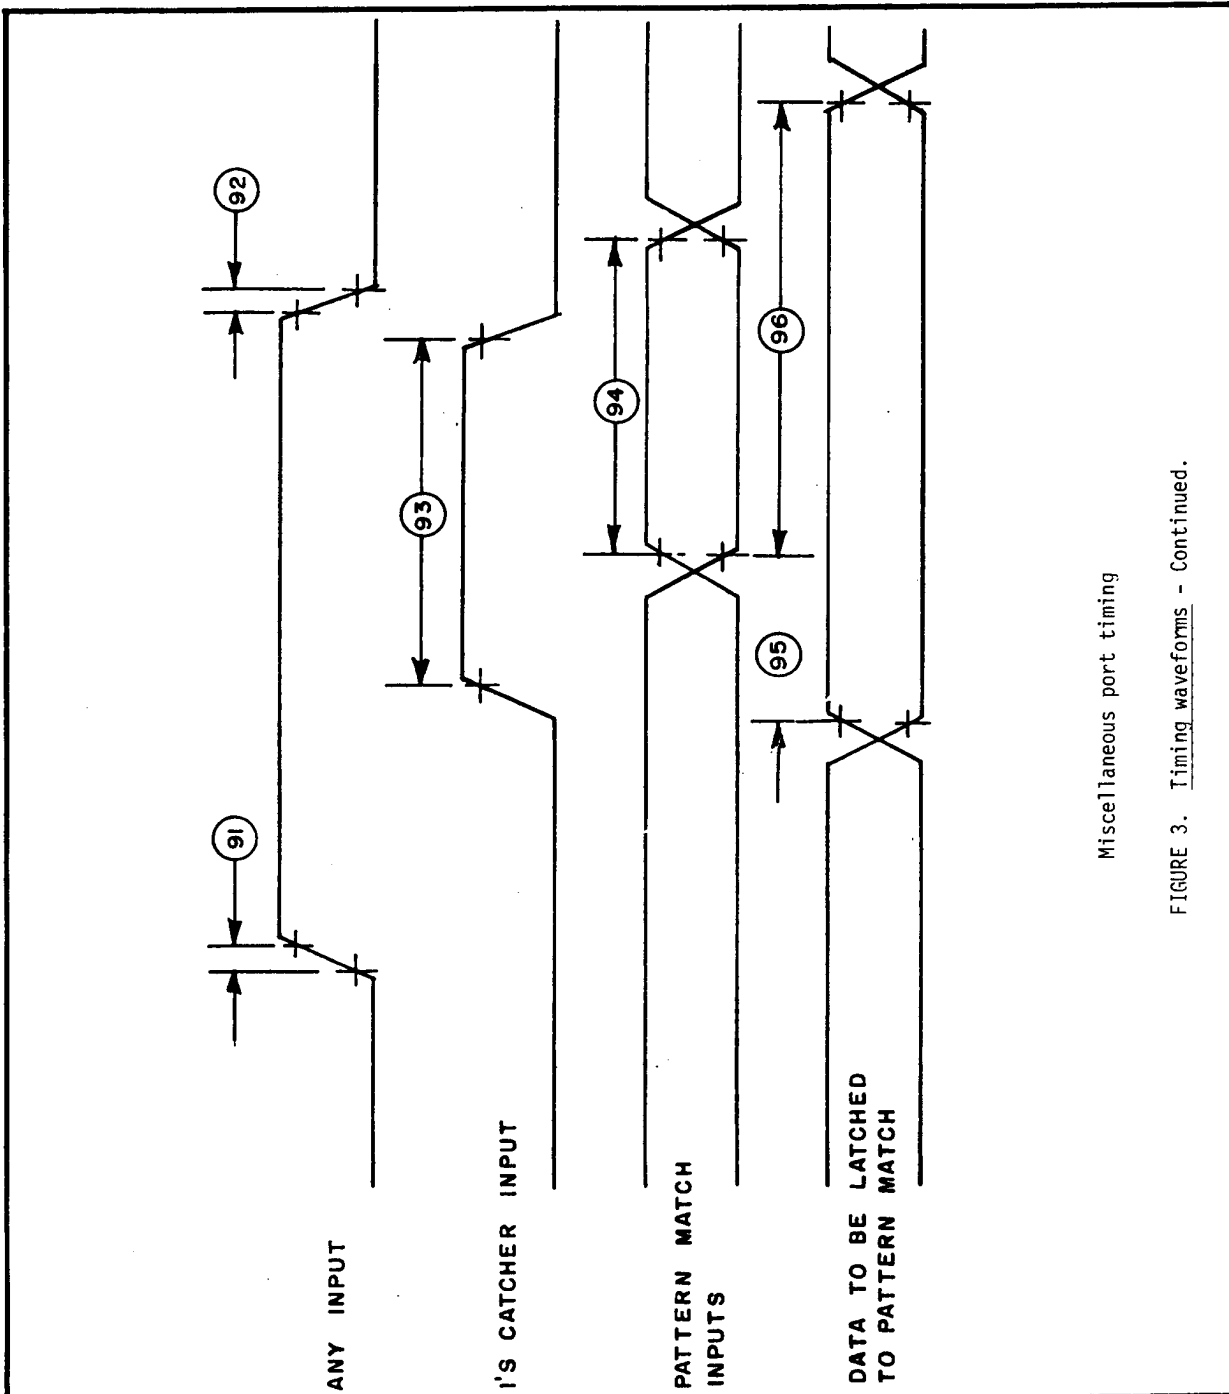 ANY INPUT
91
92
1'S CATCHER INPUT
93
PATTERN MATCH
INPUTS
94
DATA TO BE LATCHED
TO PATTERN MATCH
95
96
Miscellaneous port timing
FIGURE 3. Timing waveforms - Continued.